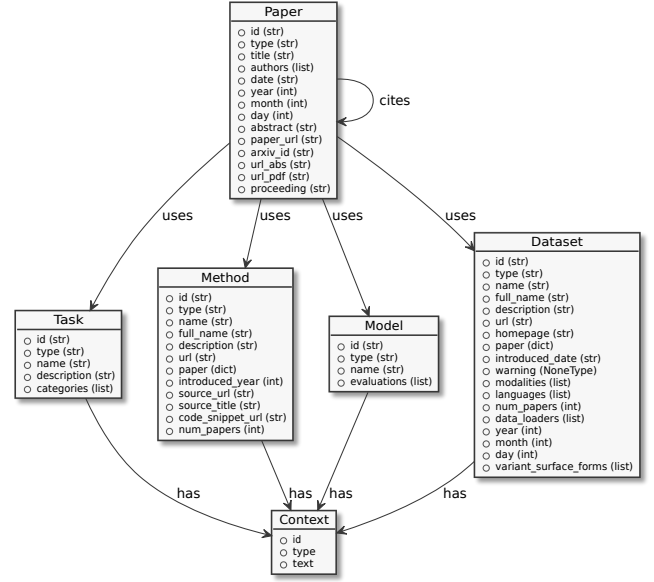 Paper
id (str)
type (str)
title (str)
authors (list)
date (str)
year (int)
month (int)
day (int)
abstract (str)
paper_url (str)
arxiv_id (str)
url_abs (str)
url_pdf (str)
proceeding (str)
cites
uses
uses
uses
uses
Task
id (str)
type (str)
name (str)
description (str)
categories (list)
Method
id (str)
type (str)
name (str)
full_name (str)
description (str)
url (str)
paper (dict)
introduced_year (int)
source_url (str)
source_title (str)
code_snippet_url (str)
num_papers (int)
Model
id (str)
type (str)
name (str)
evaluations (list)
Dataset
id (str)
type (str)
name (str)
full_name (str)
description (str)
url (str)
homepage (str)
paper (dict)
introduced_date (str)
warning (NoneType)
modalities (list)
languages (list)
num_papers (int)
data_loaders (list)
year (int)
month (int)
day (int)
variant_surface_forms (list)
has
has
has
has
Context
id
type
text